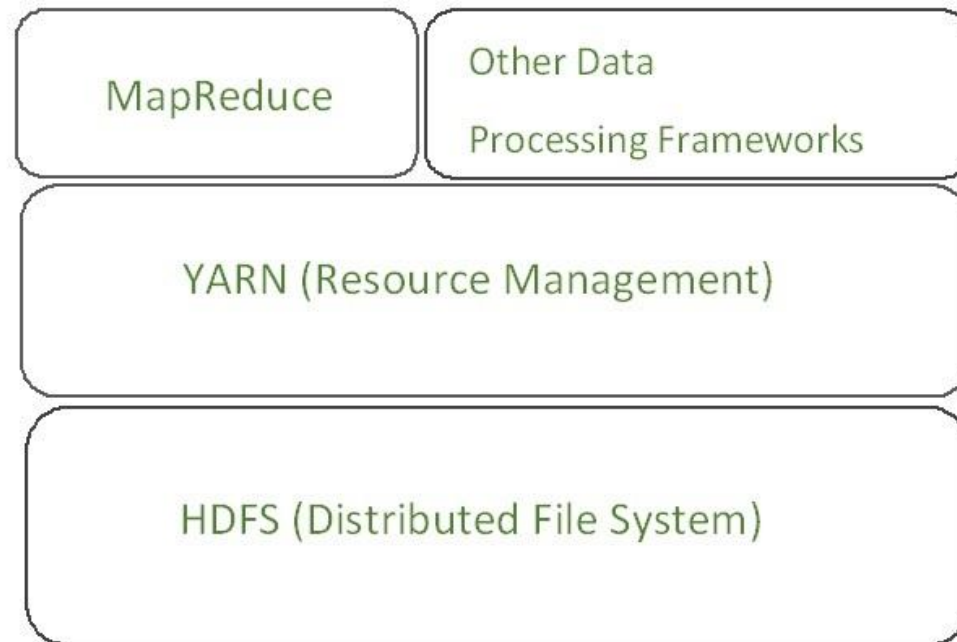 MapReduce
Other Data
Processing Frameworks
YARN (Resource Management)
HDFS (Distributed File System)